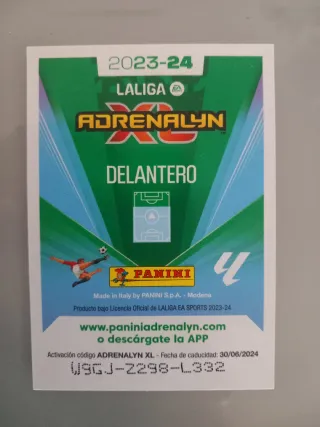 2023-24
LALIGA EA SPORTS
ADRENALYN
XL
DELANTERO
PANINI
Made in Italy by PANINI S.p.A. - Modena
Producto bajo Licencia Oficial de LALIGA EA SPORTS 2023-24
www.paniniadrenalyn.com
o descárgate la APP
Activación código ADRENALYN XL - Fecha de caducidad: 30/06/2024
W9GJ-Z298-L332